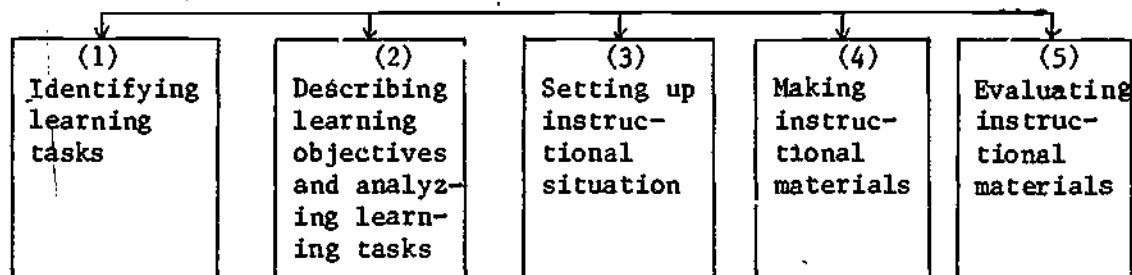 (1)
Identifying
learning
tasks
(2)
Describing
learning
objectives
and analyz-
ing learn-
ing tasks
(3)
Setting up
instruc-
tional
situation
(4)
Making
instruc-
tional
materials
(5)
Evaluating
instruc-
tional
materials